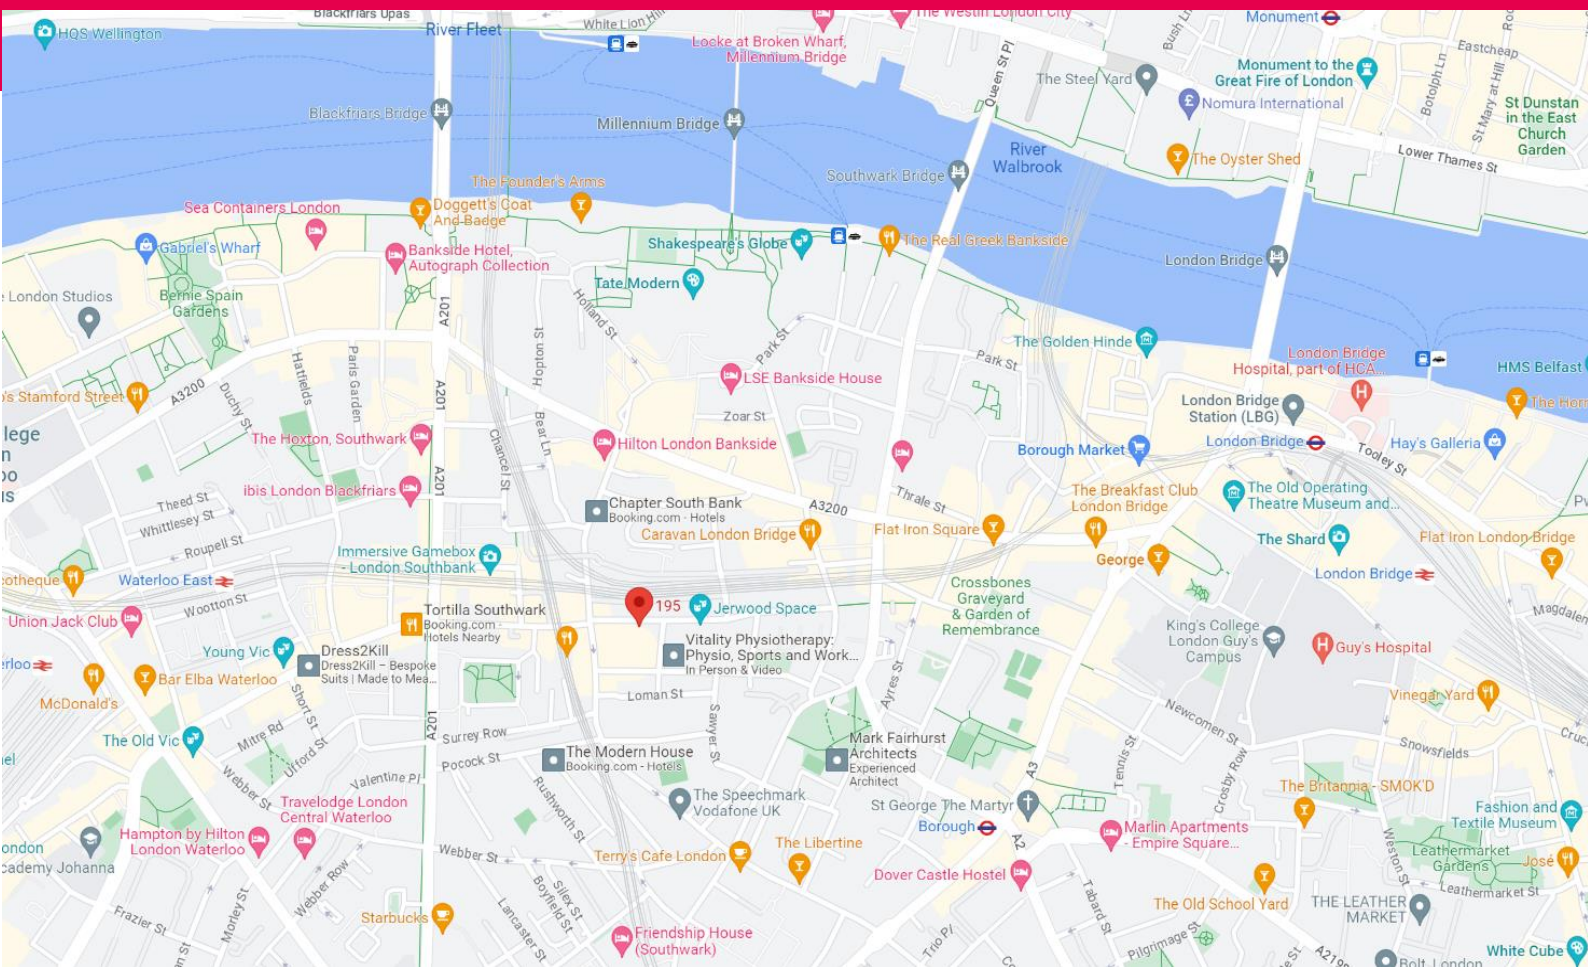 Blackfriars Upas
River Fleet
White Lion Hill
The Westin London City
Monument
HQS Wellington
Locke at Broken Wharf,
Millennium Bridge
Queen St Pl
Bush Ln
Eastcheap
Botolph Ln
St Mary at Hill
Monument to the
Great Fire of London
The Steel Yard
Nomura International
St Dunstan
in the East
Church
Garden
Blackfriars Bridge
Millennium Bridge
River
Walbrook
The Oyster Shed
Lower Thames St
Southwark Bridge
The Founder's Arms
Doggett's Coat
And Badge
Sea Containers London
Gabriel's Wharf
Bankside Hotel,
Autograph Collection
Shakespeare's Globe
The Real Greek Bankside
London Bridge
Tate Modern
London Studios
Bernie Spain
Gardens
A201
Holland St
Hopton St
Park St
Park St
The Golden Hinde
London Bridge
Hospital, part of HCA...
HMS Belfast
Hatfields
Paris Garden
LSE Bankside House
's Stamford Street
A3200
Duchy St
A201
Zoar St
London Bridge
Station (LBG)
London Bridge
Tooley St
Hay's Galleria
The Hoxton, Southwark
Chancel St
Bear Ln
Hilton London Bankside
Borough Market
A201
ibis London Blackfriars
Theed St
Whittlesey St
Roupell St
Chapter South Bank
Booking.com · Hotels
A3200
Thrale St
The Breakfast Club
London Bridge
The Old Operating
Theatre Museum and...
Caravan London Bridge
Flat Iron Square
The Shard
Flat Iron London Bridge
Immersive Gamebox
- London Southbank
George
Waterloo East
London Bridge
Wootton St
Union Jack Club
Crossbones
Graveyard
& Garden of
Remembrance
Tortilla Southwark
Booking.com ·
Hotels Nearby
195
Jerwood Space
King's College
London Guy's
Campus
Guy's Hospital
Young Vic
Dress2Kill
Dress2Kill – Bespoke
Suits | Made to Mea...
Vitality Physiotherapy:
Physio, Sports and Work...
In Person & Video
Bar Elba Waterloo
McDonald's
Short St
Loman St
Ayres St
Vinegar Yard
A201
Sawyer St
Newcomen St
The Old Vic
Mitre Rd
Ufford St
Surrey Row
Pocock St
The Modern House
Booking.com · Hotels
Mark Fairhurst
Architects
Experienced
Architect
A3
Tennis St
Crosby Row
Snowsfields
Webber St
Valentine Pl
Rushworth St
The Speechmark
Vodafone UK
St George The Martyr
Borough
The Britannia - SMOK'D
Travelodge London
Central Waterloo
Hampton by Hilton
London Waterloo
A2
Marlin Apartments
- Empire Square...
Fashion and
Textile Museum
Weston St
Leathermarket
Gardens
José
Webber St
Terry's Cafe London
The Libertine
Dover Castle Hostel
Webber Row
Silex St
Boyfield St
Lancaster St
Tabard St
Leathermarket St
The Old School Yard
THE LEATHER
MARKET
Frazier St
Morley St
Starbucks
Friendship House
(Southwark)
Trio Pl
Pilgrimage St
White Cube